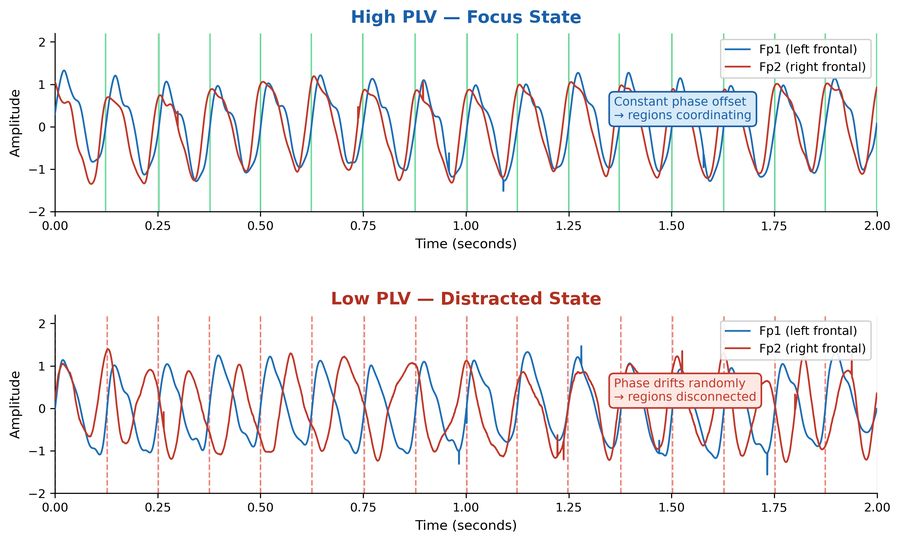 High PLV — Focus State
Fp1 (left frontal)
Fp2 (right frontal)
Constant phase offset
→ regions coordinating
Amplitude
2
1
0
−1
−2
0.00 0.25 0.50 0.75 1.00 1.25 1.50 1.75 2.00
Time (seconds)
Low PLV — Distracted State
Fp1 (left frontal)
Fp2 (right frontal)
Phase drifts randomly
→ regions disconnected
Amplitude
2
1
0
−1
−2
0.00 0.25 0.50 0.75 1.00 1.25 1.50 1.75 2.00
Time (seconds)